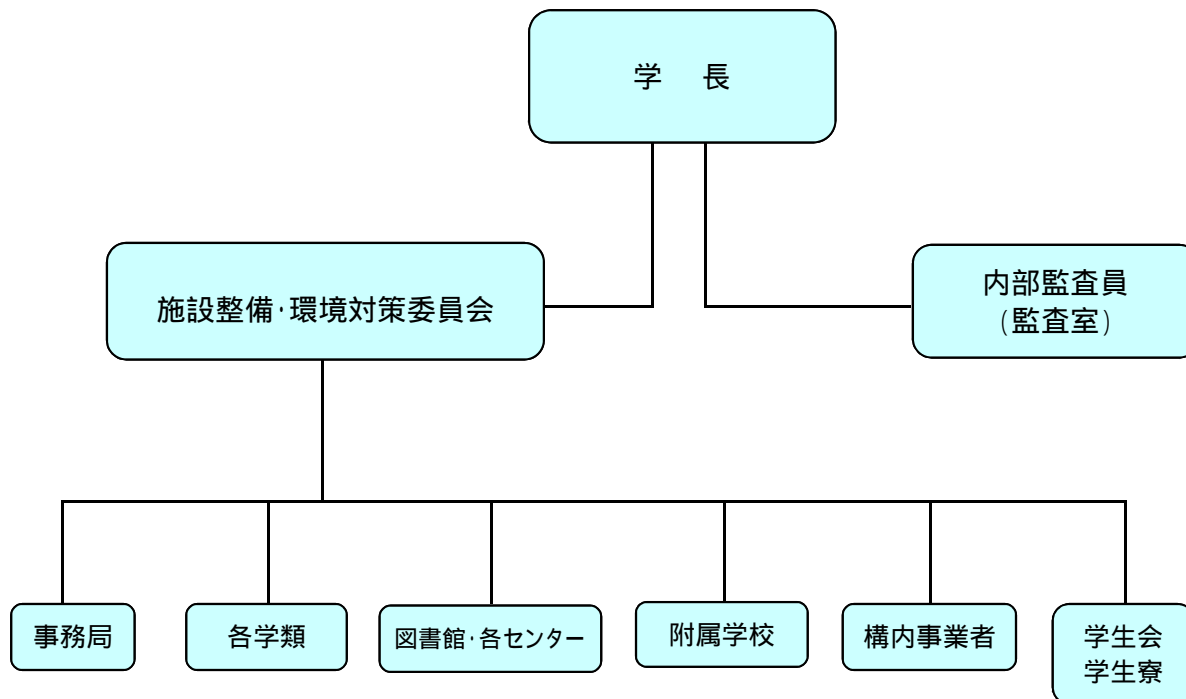 学　長
施設整備･環境対策委員会
内部監査員
(監査室)
事務局
各学類
図書館･各センター
附属学校
構内事業者
学生会
学生寮